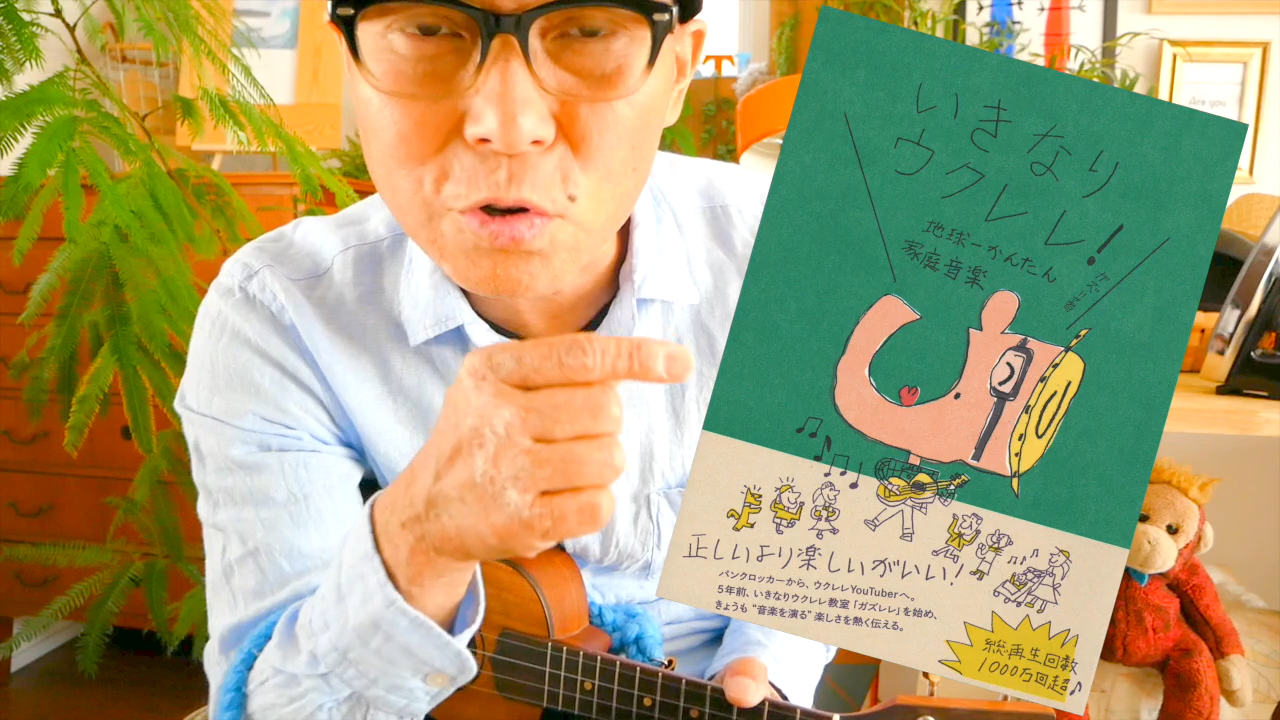 いきなり
ウクレレ!
地球一かんたん
家庭音楽
ガズ 著
正しいより楽しいがいい!
パンクロッカーから、ウクレレYouTuberへ。
5年前、いきなりウクレレ教室「ガズレレ」を始め、
きょうも“音楽を演る”楽しさを熱く伝える。
総再生回数
1000万回超♪
Are you